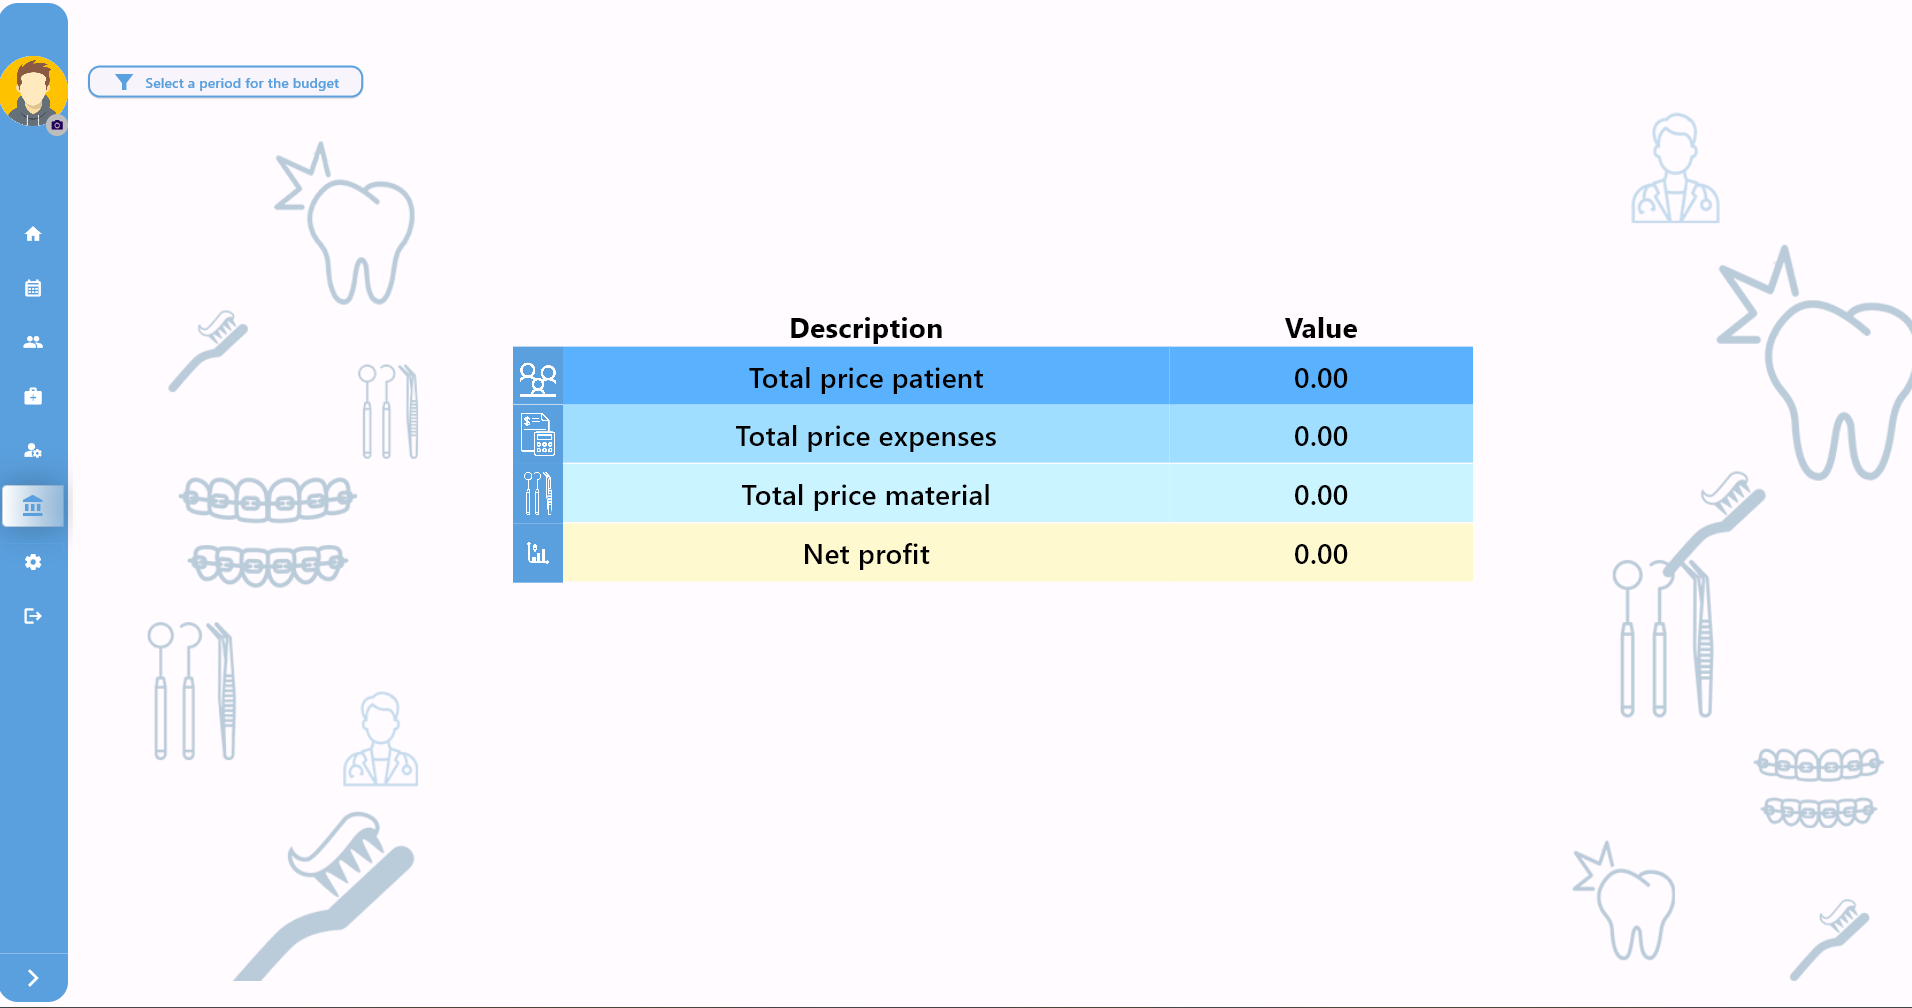 Select a period for the budget
Description Value
Total price patient 0.00
Total price expenses 0.00
Total price material 0.00
Net profit 0.00